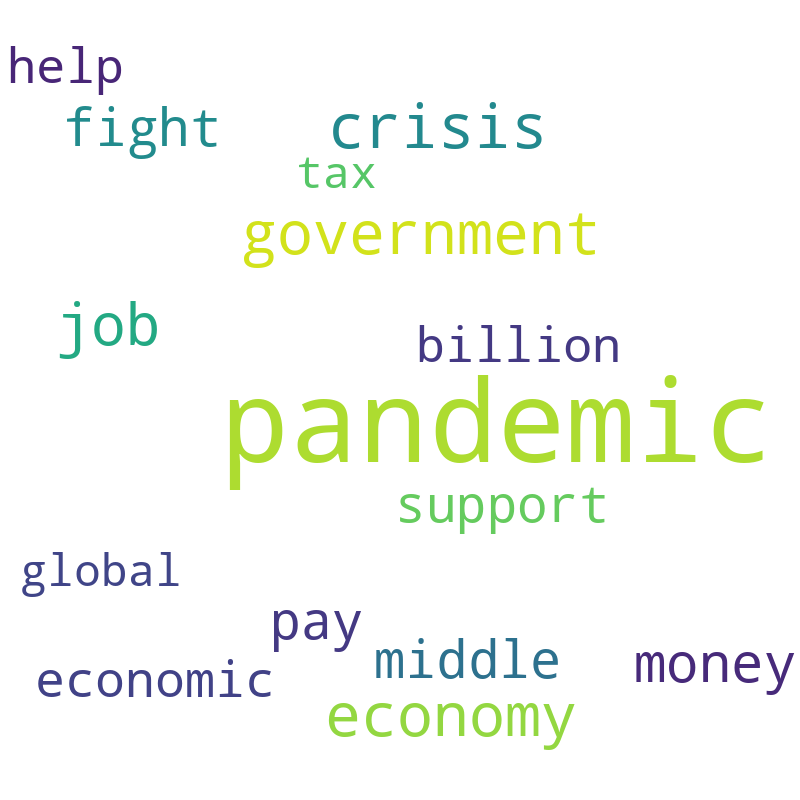 help
fight crisis
tax
government
job
billion
pandemic
support
global
pay
middle money
economic
economy